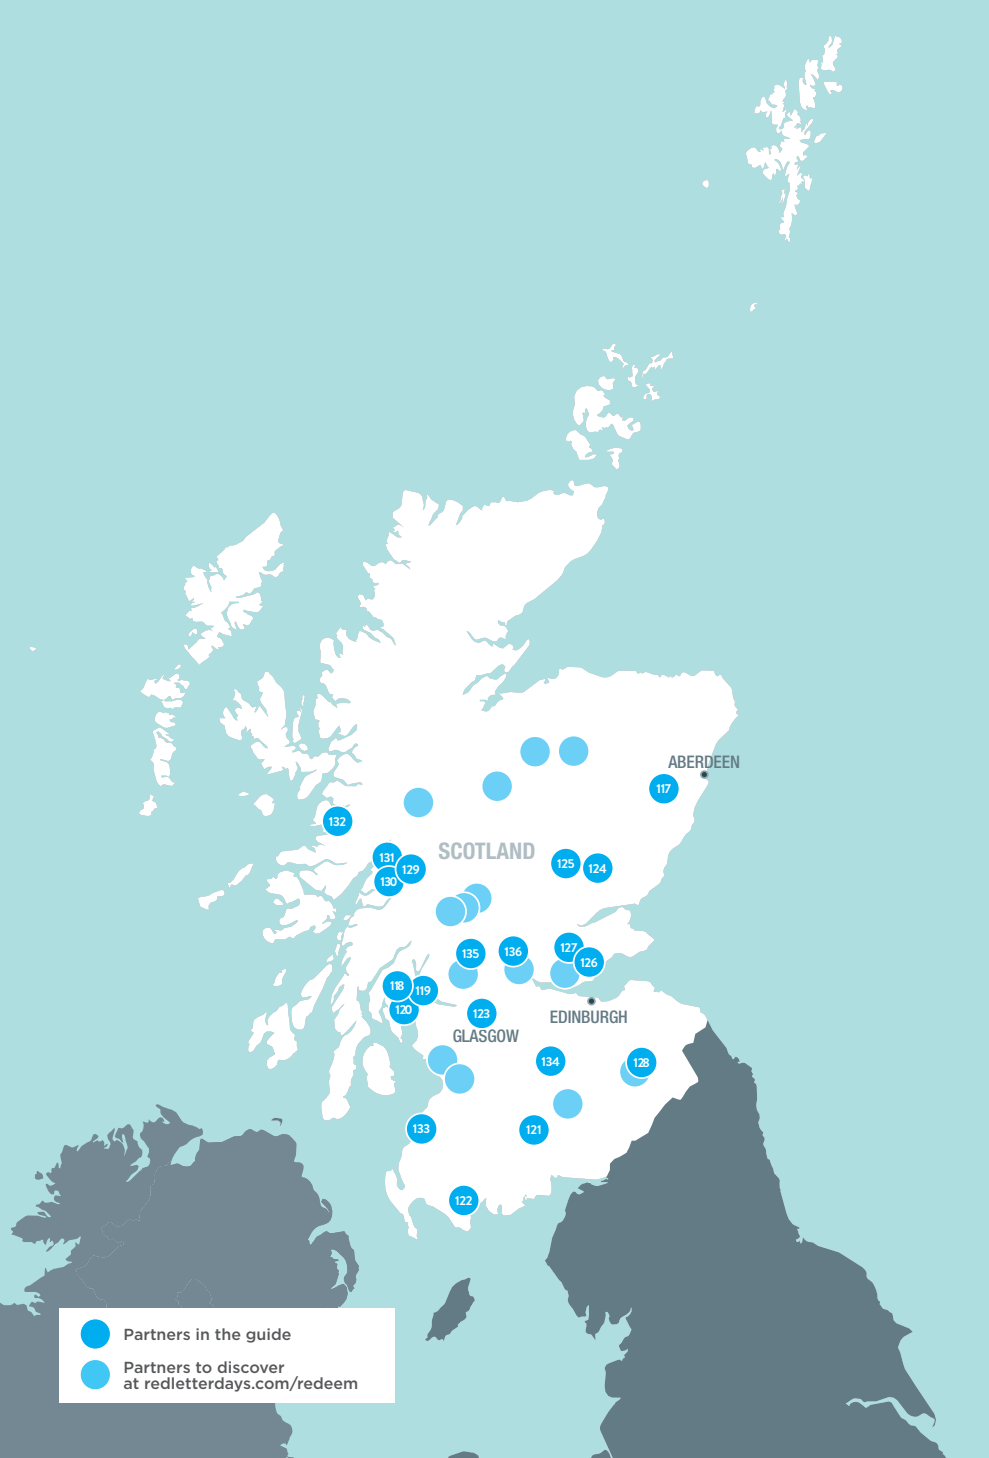 ABERDEEN
117
132
SCOTLAND
131
129
130
125
124
135
136
127
126
118
119
120
123
EDINBURGH
GLASGOW
134
128
133
121
122
Partners in the guide
Partners to discover
at redletterdays.com/redeem